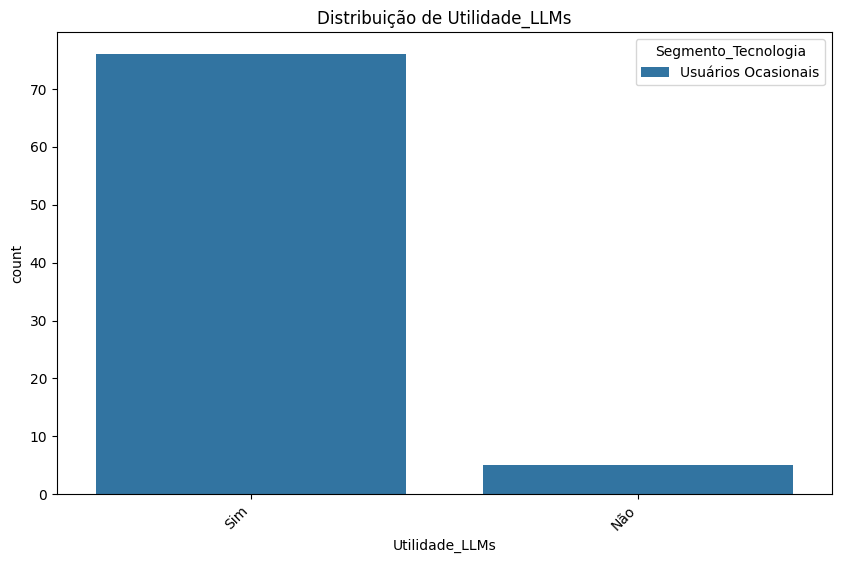 Distribuição de Utilidade_LLMs
Segmento_Tecnologia
Usuários Ocasionais
count
70
60
50
40
30
20
10
0
Sim
Não
Utilidade_LLMs